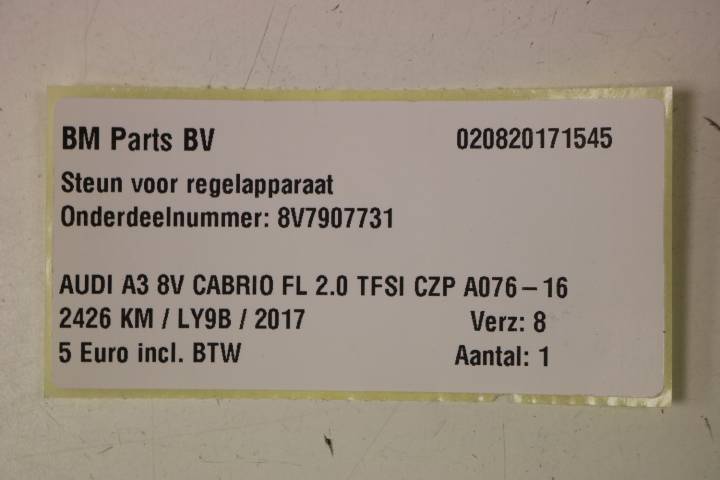 BM Parts BV 020820171545
Steun voor regelapparaat
Onderdeelnummer: 8V7907731
AUDI A3 8V CABRIO FL 2.0 TFSI CZP A076-16
2426 KM / LY9B / 2017 Verz: 8
5 Euro incl. BTW Aantal: 1